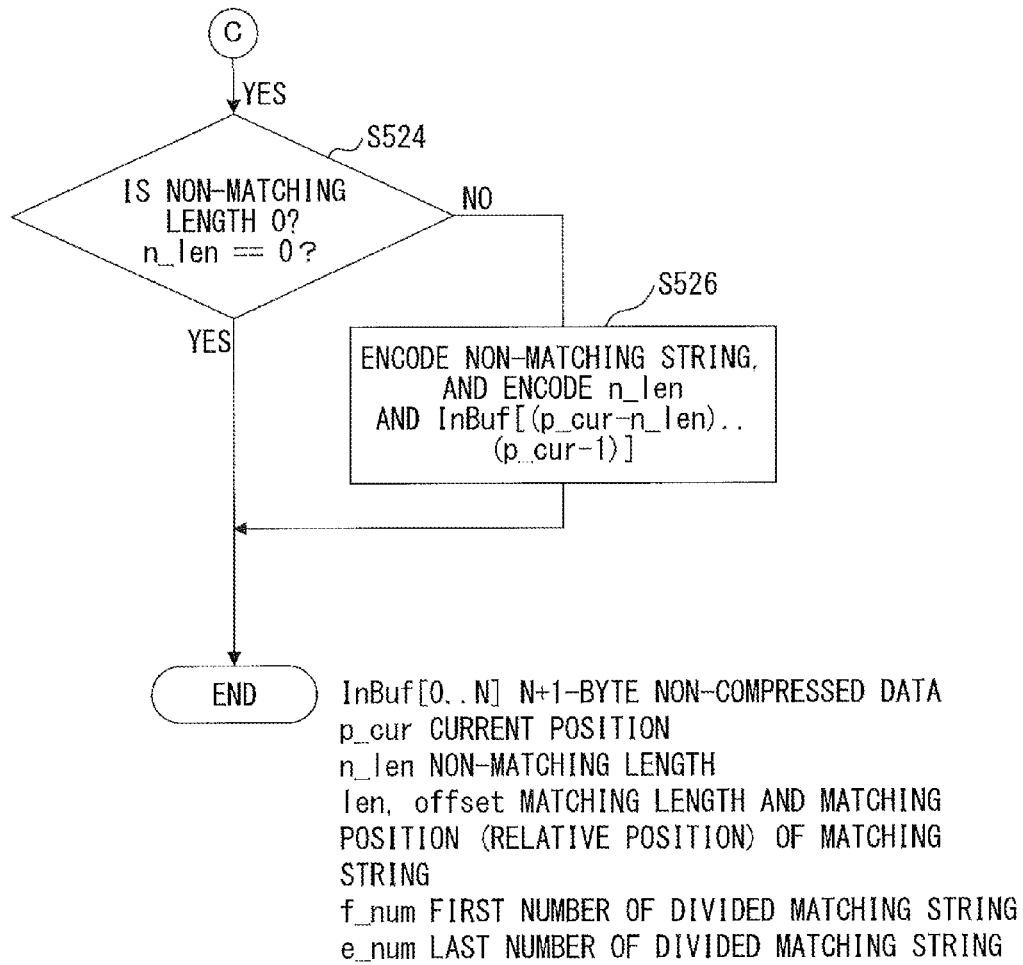 C
YES
S524
IS NON-MATCHING
LENGTH 0?
n_len == 0?
NO
YES
S526
ENCODE NON-MATCHING STRING,
AND ENCODE n_len
AND InBuf[(p_cur-n_len)..
(p_cur-1)]
END
InBuf[0..N] N+1-BYTE NON-COMPRESSED DATA
p_cur CURRENT POSITION
n_len NON-MATCHING LENGTH
len, offset MATCHING LENGTH AND MATCHING
POSITION (RELATIVE POSITION) OF MATCHING
STRING
f_num FIRST NUMBER OF DIVIDED MATCHING STRING
e_num LAST NUMBER OF DIVIDED MATCHING STRING